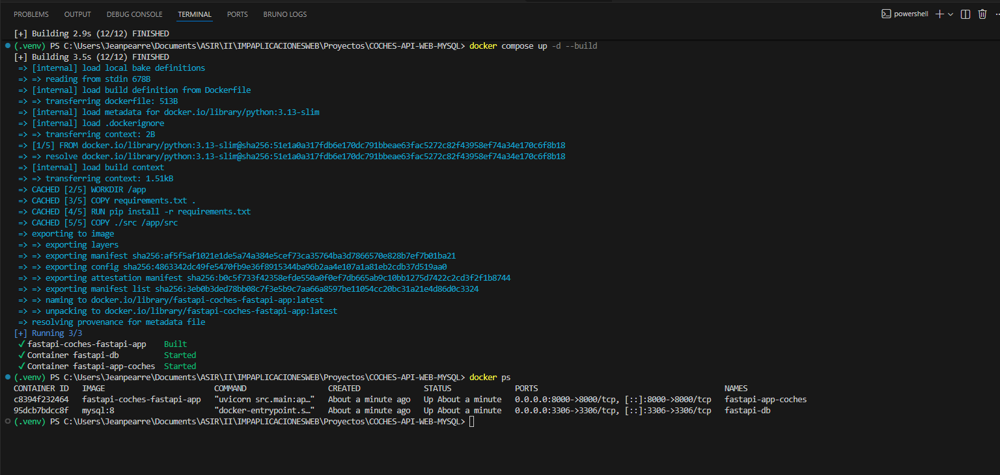 PROBLEMS OUTPUT DEBUG CONSOLE TERMINAL PORTS BRUNO LOGS powershell
[+] Building 2.9s (12/12) FINISHED
(.venv) PS C:\Users\Jeanpearre\Documents\ASIR\II\IMPAPLICACIONESWEB\Proyectos\COCHES-API-WEB-MYSQL> docker compose up -d --build
[+] Building 3.5s (12/12) FINISHED
=> [internal] load local bake definitions
=> => reading from stdin 678B
=> [internal] load build definition from Dockerfile
=> => transferring dockerfile: 513B
=> [internal] load metadata for docker.io/library/python:3.13-slim
=> [internal] load .dockerignore
=> => transferring context: 2B
=> [1/5] FROM docker.io/library/python:3.13-slim@sha256:51e1a0a317fdb6e170dc791bbeae63fac5272c82f43958ef74a34e170c6f8b18
=> => resolve docker.io/library/python:3.13-slim@sha256:51e1a0a317fdb6e170dc791bbeae63fac5272c82f43958ef74a34e170c6f8b18
=> [internal] load build context
=> => transferring context: 1.51kB
=> CACHED [2/5] WORKDIR /app
=> CACHED [3/5] COPY requirements.txt .
=> CACHED [4/5] RUN pip install -r requirements.txt
=> CACHED [5/5] COPY ./src /app/src
=> exporting to image
=> => exporting layers
=> => exporting manifest sha256:af5f5af1021e1de5a74a384e5cef73ca35764ba3d7866570e828b7ef7b01ba21
=> => exporting config sha256:4863342dc49fe5470fb9e36f8915344ba96b2aa4e107a1a81eb2cdb37d519aa0
=> => exporting attestation manifest sha256:b0c5f733f42358efde550a0f0ef7db665ab9c10bb1275d7422c2cd3f2f1b8744
=> => exporting manifest list sha256:3eb0b3ded78bb08c7f3e5b9c7aa66a8597be11054cc20bc31a21e4d86d0c3324
=> => naming to docker.io/library/fastapi-coches-fastapi-app:latest
=> => unpacking to docker.io/library/fastapi-coches-fastapi-app:latest
=> resolving provenance for metadata file
[+] Running 3/3
✔ fastapi-coches-fastapi-app Built
✔ Container fastapi-db Started
✔ Container fastapi-app-coches Started
(.venv) PS C:\Users\Jeanpearre\Documents\ASIR\II\IMPAPLICACIONESWEB\Proyectos\COCHES-API-WEB-MYSQL> docker ps
CONTAINER ID IMAGE COMMAND CREATED STATUS PORTS NAMES
c8394f232464 fastapi-coches-fastapi-app "uvicorn src.main:ap…" About a minute ago Up About a minute 0.0.0.0:8000->8000/tcp, [::]:8000->8000/tcp fastapi-app-coches
95dcb7bdcc8f mysql:8 "docker-entrypoint.s…" About a minute ago Up About a minute 0.0.0.0:3306->3306/tcp, [::]:3306->3306/tcp fastapi-db
(.venv) PS C:\Users\Jeanpearre\Documents\ASIR\II\IMPAPLICACIONESWEB\Proyectos\COCHES-API-WEB-MYSQL>